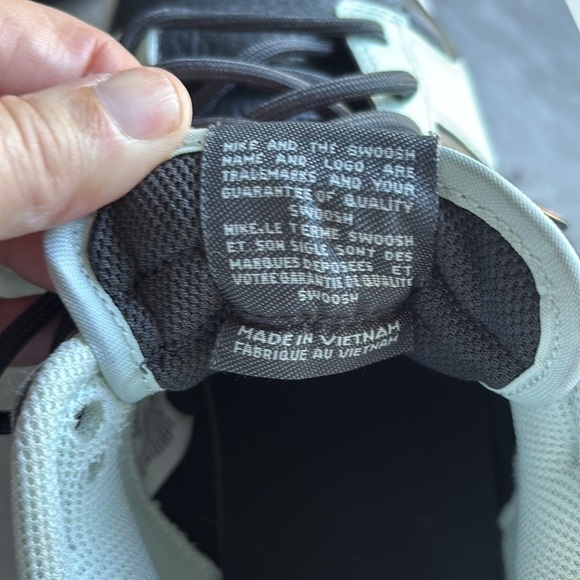 NIKE AND THE SWOOSH
NAME AND LOGO ARE
TRADEMARKS AND YOUR
GUARANTEE OF QUALITY
SWOOSH
NIKE.LE TERME SWOOSH
ET SON SIGLE SONT DES
MARQUES DEPOSEES ET
VOTRE GARANTIE DE QUALITE
SWOOSH
MADE IN VIETNAM
FABRIQUE AU VIETNAM